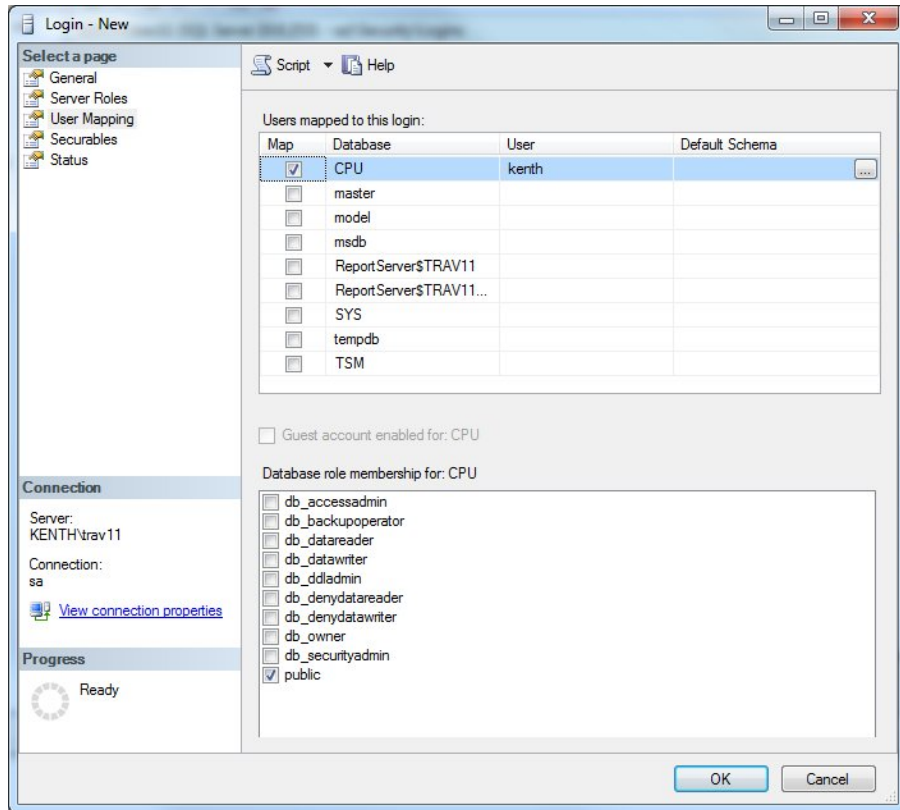 Login - New
Select a page
General
Server Roles
User Mapping
Securables
Status
Script Help
Users mapped to this login:
Map Database User Default Schema
CPU kenth ...
master
model
msdb
ReportServer$TRAV11
ReportServer$TRAV11...
SYS
tempdb
TSM
Guest account enabled for: CPU
Database role membership for: CPU
db_accessadmin
db_backupoperator
db_datareader
db_datawriter
db_ddladmin
db_denydatareader
db_denydatawriter
db_owner
db_securityadmin
public
Connection
Server:
KENTH\trav11
Connection:
sa
View connection properties
Progress
Ready
OK Cancel